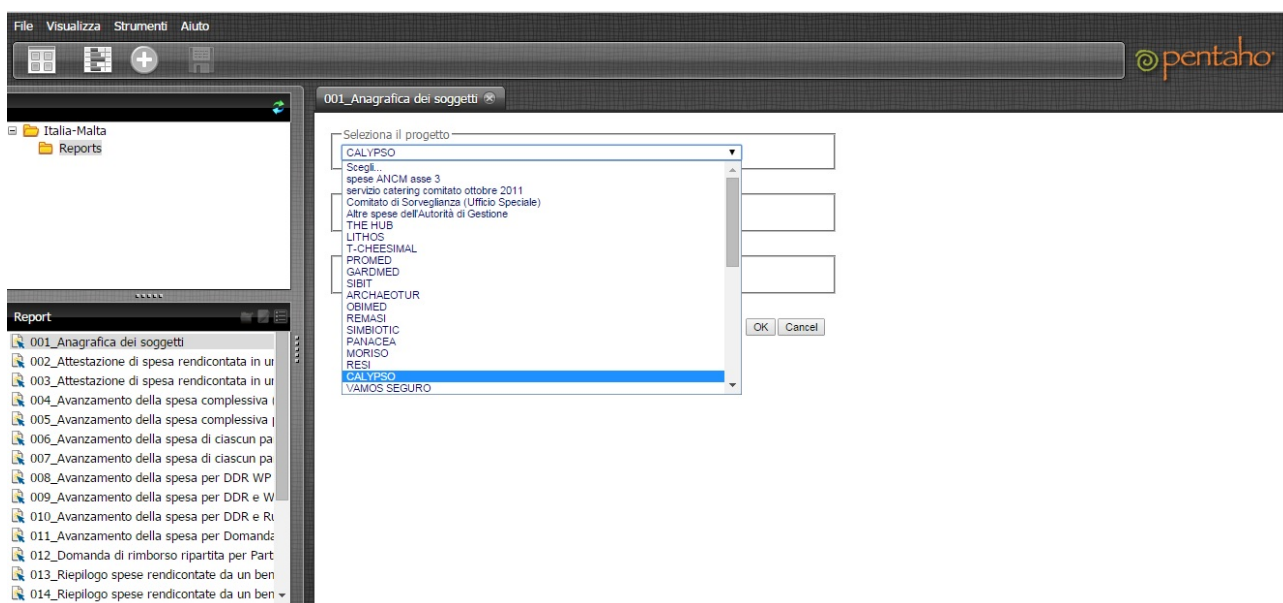 File Visualizza Strumenti Aiuto
pentaho
001_Anagrafica dei soggetti
Italia-Malta
Reports
Seleziona il progetto
CALYPSO
Scegli...
spese ANCM asse 3
servizio catering comitato ottobre 2011
Comitato di Sorveglianza (Ufficio Speciale)
Altre spese dell'Autorità di Gestione
THE HUB
LITHOS
T-CHEESIMAL
PROMED
GARDMED
SIBIT
ARCHAEOTUR
OBIMED
REMASI
SIMBIOTIC
PANACEA
MORISO
RESI
CALYPSO
VAMOS SEGURO
OK Cancel
Report
001_Anagrafica dei soggetti
002_Attestazione di spesa rendicontata in ur
003_Attestazione di spesa rendicontata in ur
004_Avanzamento della spesa complessiva
005_Avanzamento della spesa complessiva
006_Avanzamento della spesa di ciascun pa
007_Avanzamento della spesa di ciascun pa
008_Avanzamento della spesa per DDR WP
009_Avanzamento della spesa per DDR e W
010_Avanzamento della spesa per DDR e Ru
011_Avanzamento della spesa per Domanda
012_Domanda di rimborso ripartita per Part
013_Riepilogo spese rendicontate da un ben
014_Riepilogo spese rendicontate da un ben